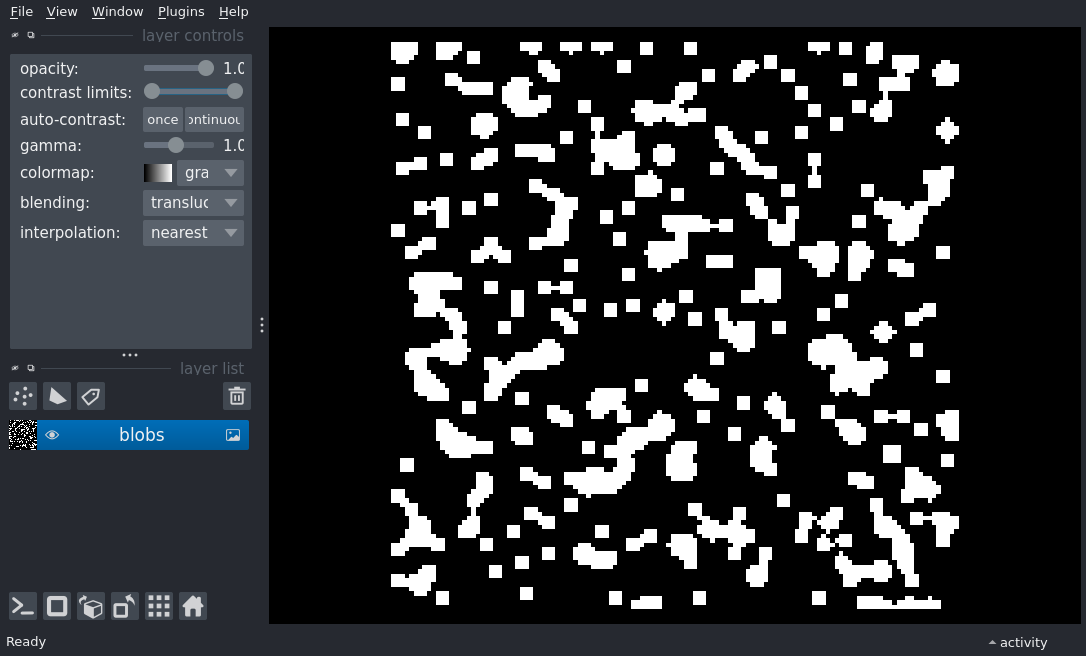 File View Window Plugins Help
layer controls
opacity: 1.0
contrast limits:
auto-contrast: once ontinuou
gamma: 1.0
colormap: gra
blending: transluc
interpolation: nearest
layer list
blobs
Ready
activity